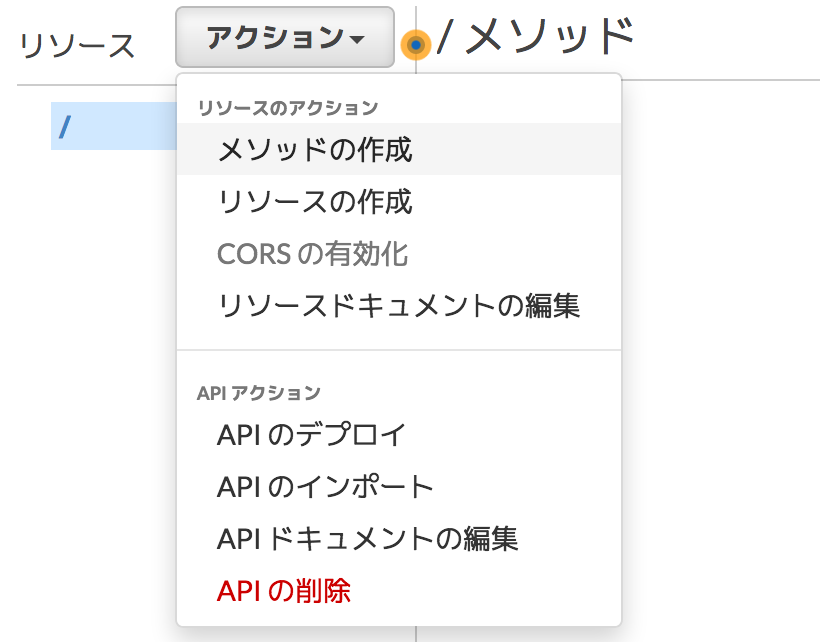 リソース
アクション
/ メソッド
/
リソースのアクション
メソッドの作成
リソースの作成
CORS の有効化
リソースドキュメントの編集
API アクション
API のデプロイ
API のインポート
API ドキュメントの編集
API の削除